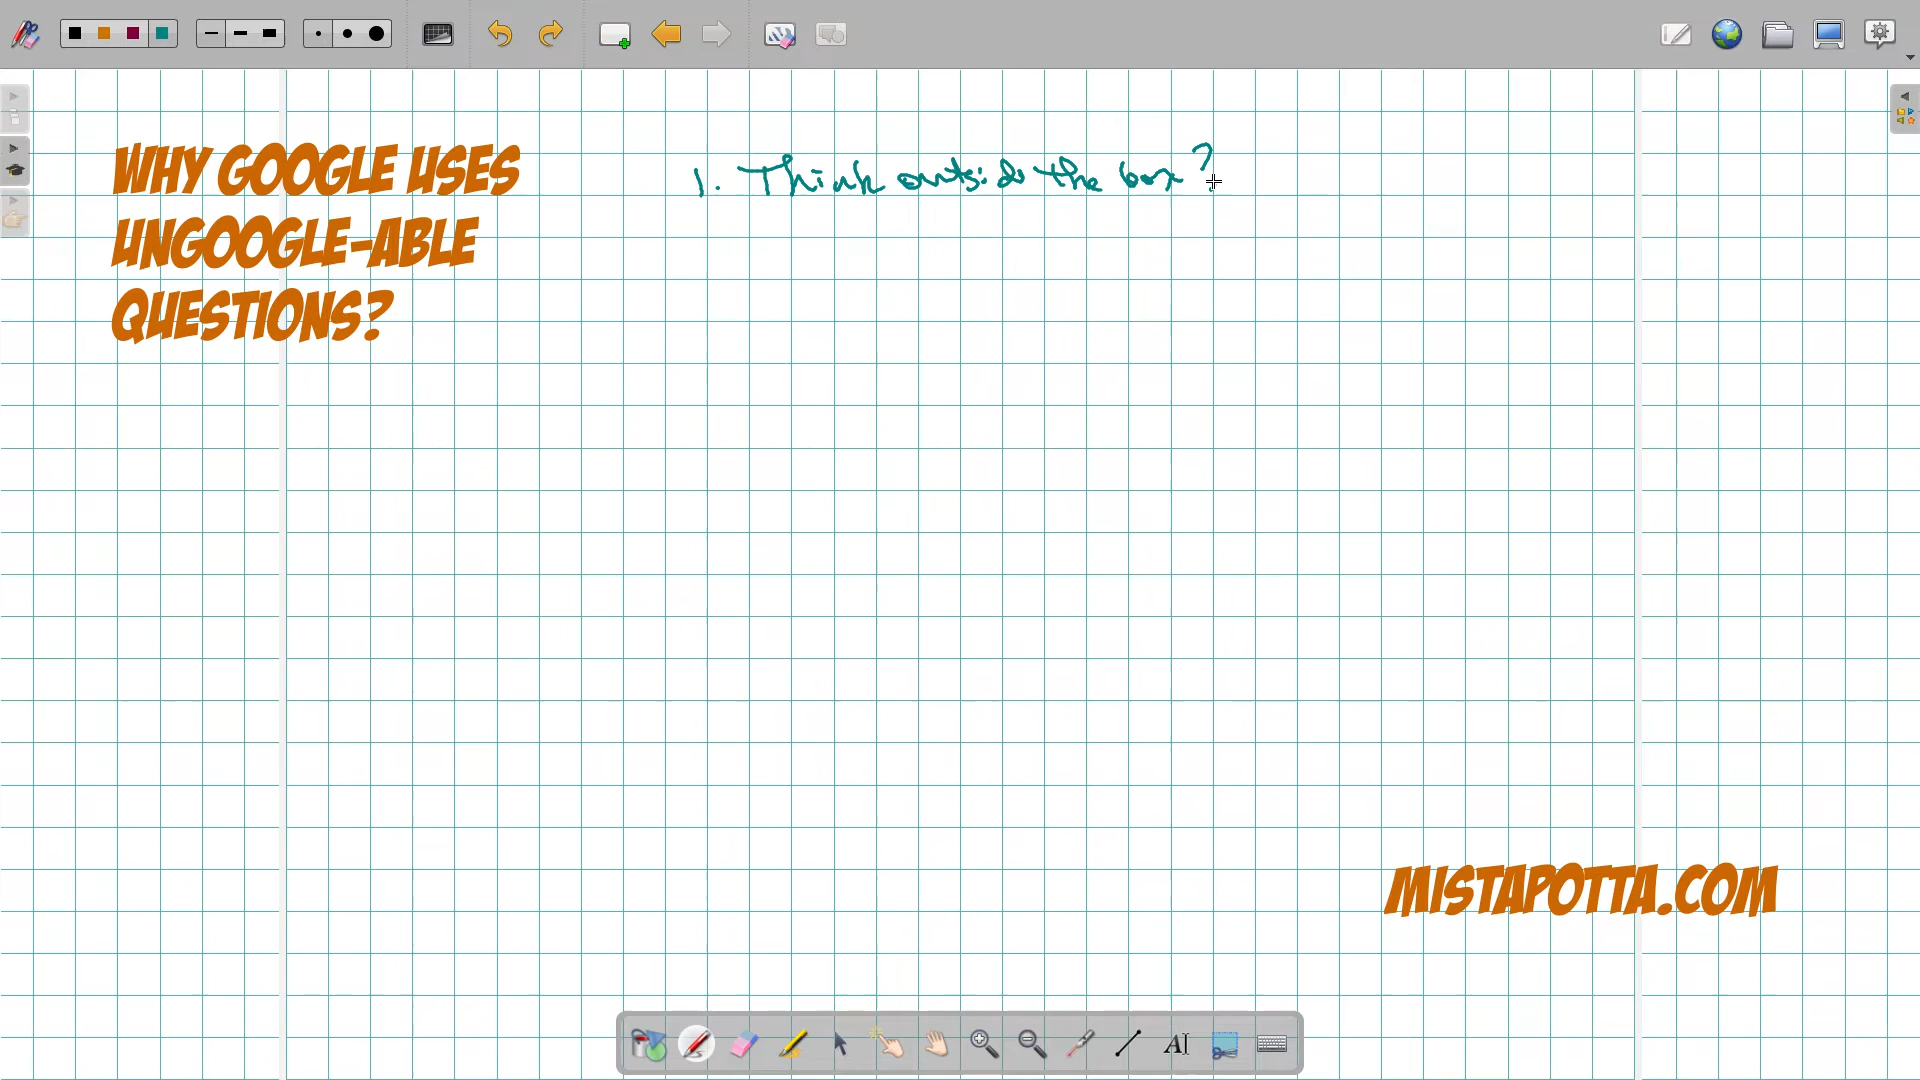 WHY GOOGLE USES
UNGOOGLE-ABLE
QUESTIONS?
1. Think outside the box?
MISTAPOTTA.COM